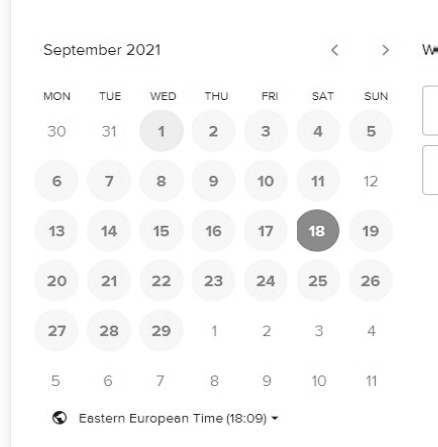 September 2021
MON TUE WED THU FRI SAT SUN
30 31 1 2 3 4 5
6 7 8 9 10 11 12
13 14 15 16 17 18 19
20 21 22 23 24 25 26
27 28 29 1 2 3 4
5 6 7 8 9 10 11
Eastern European Time (18:09)